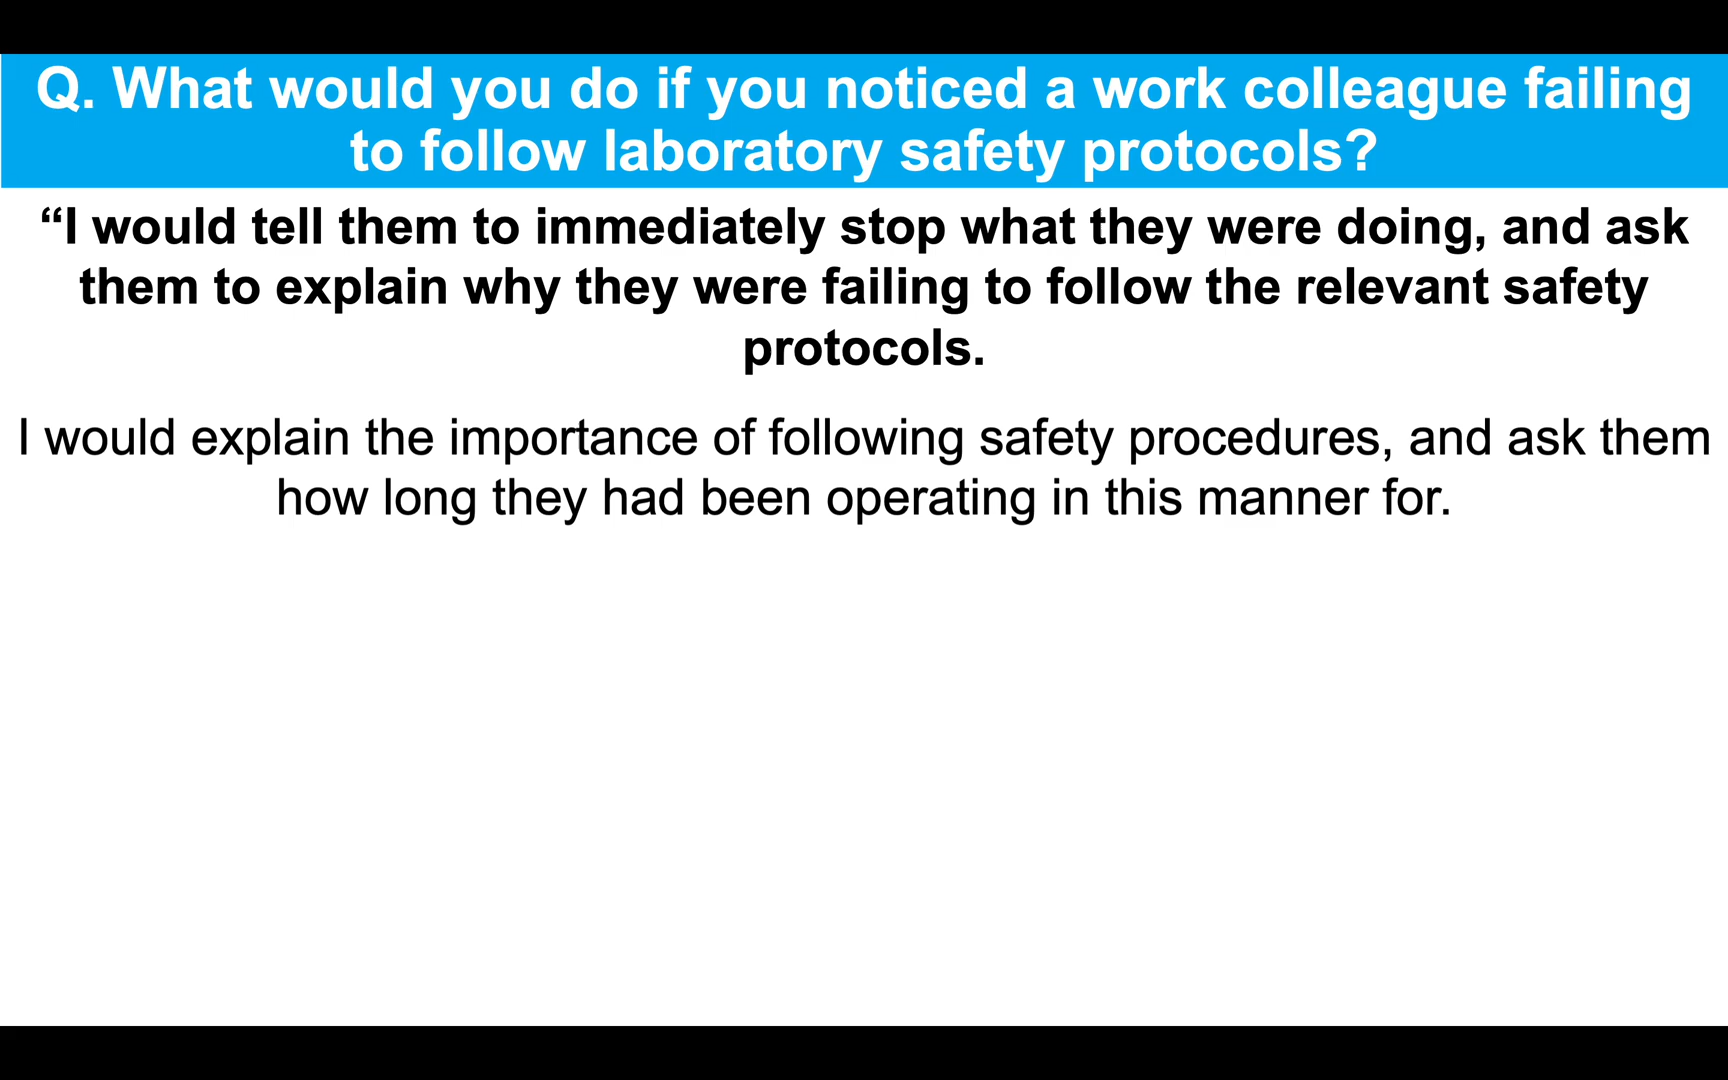 Q. What would you do if you noticed a work colleague failing
to follow laboratory safety protocols?
“I would tell them to immediately stop what they were doing, and ask
them to explain why they were failing to follow the relevant safety
protocols.
I would explain the importance of following safety procedures, and ask them
how long they had been operating in this manner for.